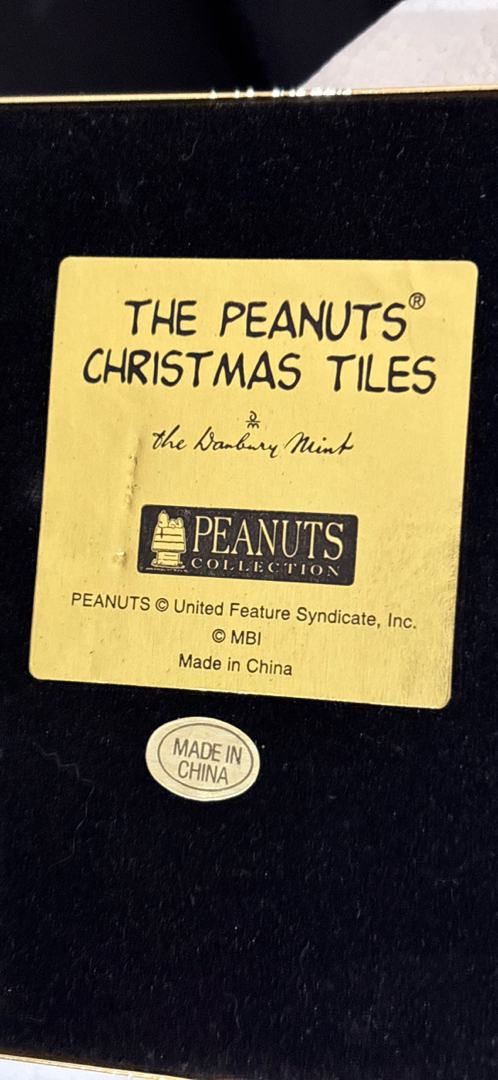 THE PEANUTS®
CHRISTMAS TILES
DM
the Danbury Mint
PEANUTS
COLLECTION
PEANUTS © United Feature Syndicate, Inc.
© MBI
Made in China
MADE IN
CHINA